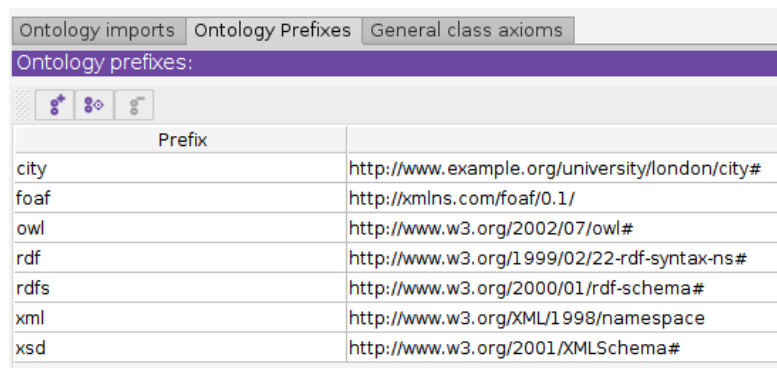 Ontology imports Ontology Prefixes General class axioms
Ontology prefixes:
Prefix
city http://www.example.org/university/london/city#
foaf http://xmlns.com/foaf/0.1/
owl http://www.w3.org/2002/07/owl#
rdf http://www.w3.org/1999/02/22-rdf-syntax-ns#
rdfs http://www.w3.org/2000/01/rdf-schema#
xml http://www.w3.org/XML/1998/namespace
xsd http://www.w3.org/2001/XMLSchema#